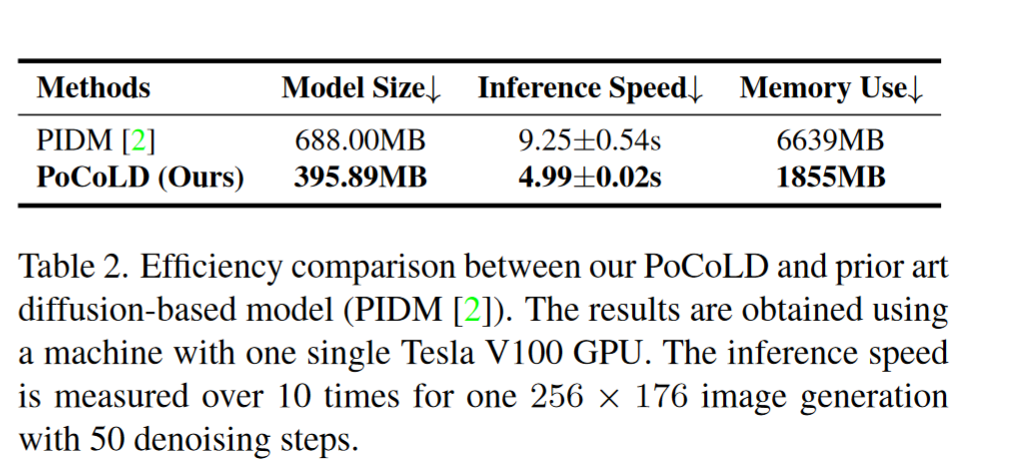 Methods Model Size↓ Inference Speed↓ Memory Use↓
PIDM [2] 688.00MB 9.25±0.54s 6639MB
PoCoLD (Ours) 395.89MB 4.99±0.02s 1855MB
Table 2. Efficiency comparison between our PoCoLD and prior art
diffusion-based model (PIDM [2]). The results are obtained using
a machine with one single Tesla V100 GPU. The inference speed
is measured over 10 times for one 256 × 176 image generation
with 50 denoising steps.